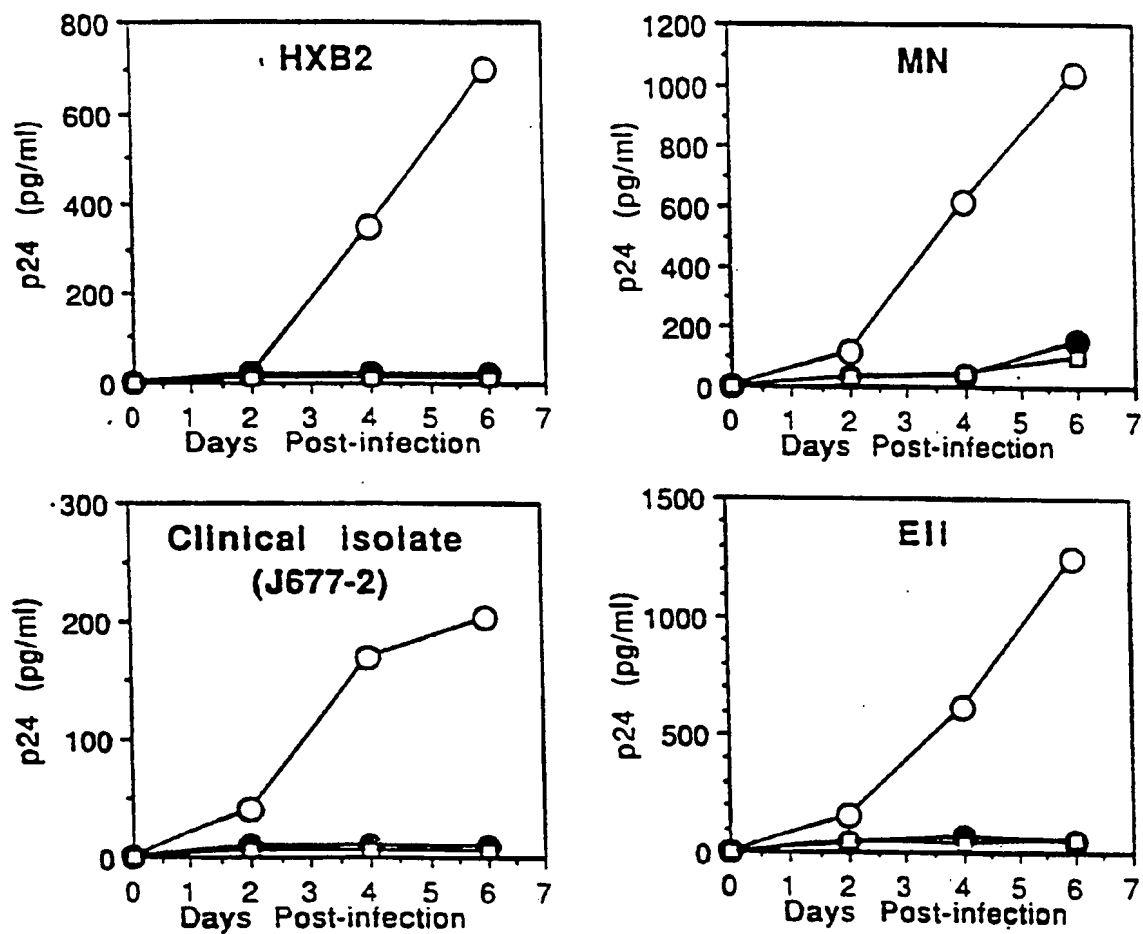 HXB2
p24 (pg/ml)
800
600
400
200
0
0 1 2 3 4 5 6 7
Days Post-infection
MN
p24 (pg/ml)
1200
1000
800
600
400
200
0
0 1 2 3 4 5 6 7
Days Post-infection
Clinical isolate
(J677-2)
p24 (pg/ml)
300
200
100
0
0 1 2 3 4 5 6 7
Days Post-infection
Eli
p24 (pg/ml)
1500
1000
500
0
0 1 2 3 4 5 6 7
Days Post-infection